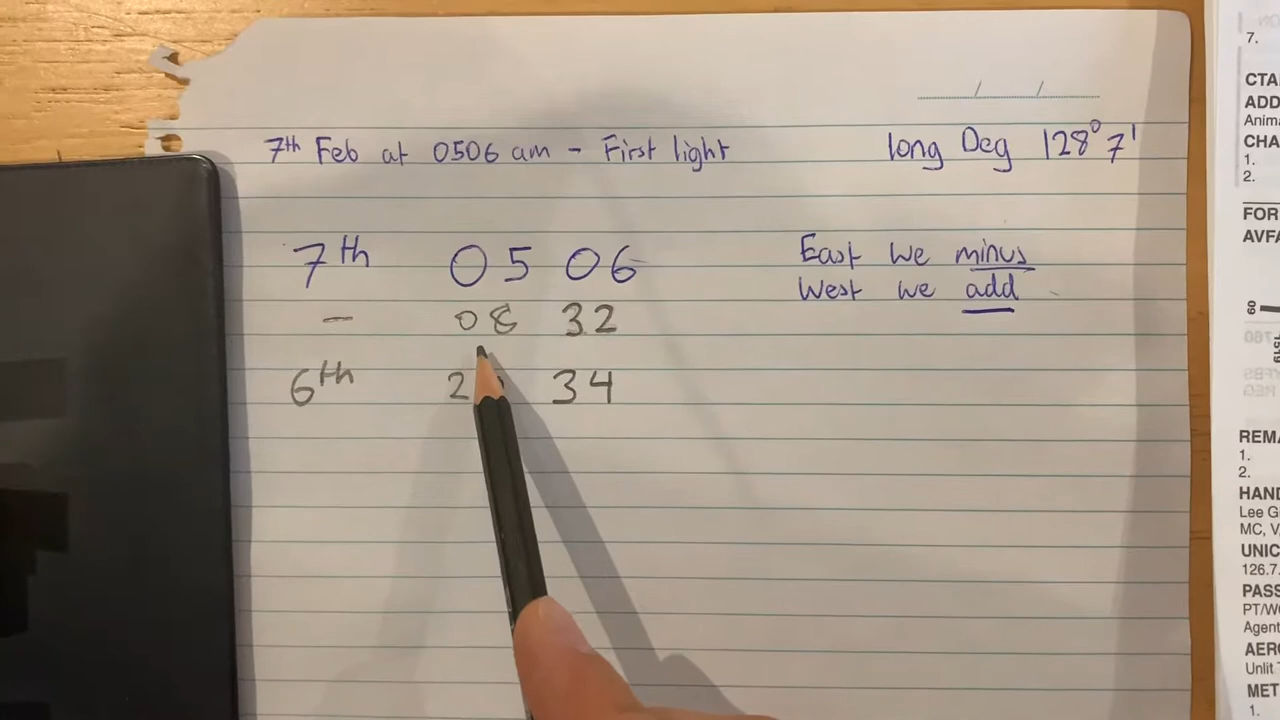 7th Feb at 0506 am - First light
long Deg 128° 7'
7th 05 06
East we minus
West we add
- 08 32
6th 2 34
7.
CTA
ADD
Anima
CHA
1.
2.
FOR
AVFA
60
REMA
1.
2.
HAND
Lee G
MC, V
UNIC
126.7
PASS
PT/W
Agent
AER
Unlit
MET
1.